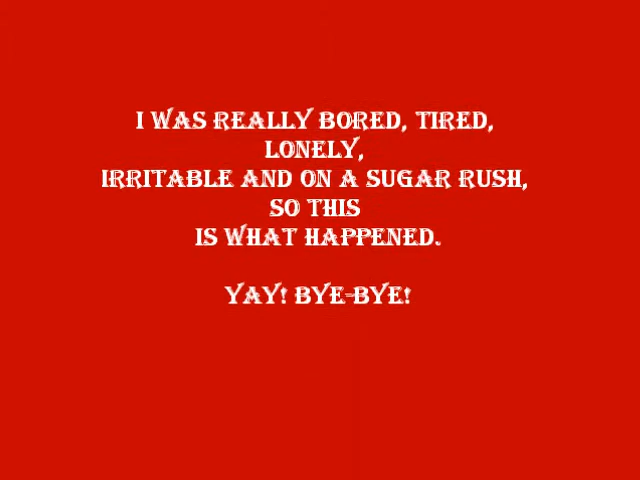 I WAS REALLY BORED, TIRED,
LONELY,
IRRITABLE AND ON A SUGAR RUSH,
SO THIS
IS WHAT HAPPENED.
YAY! BYE-BYE!